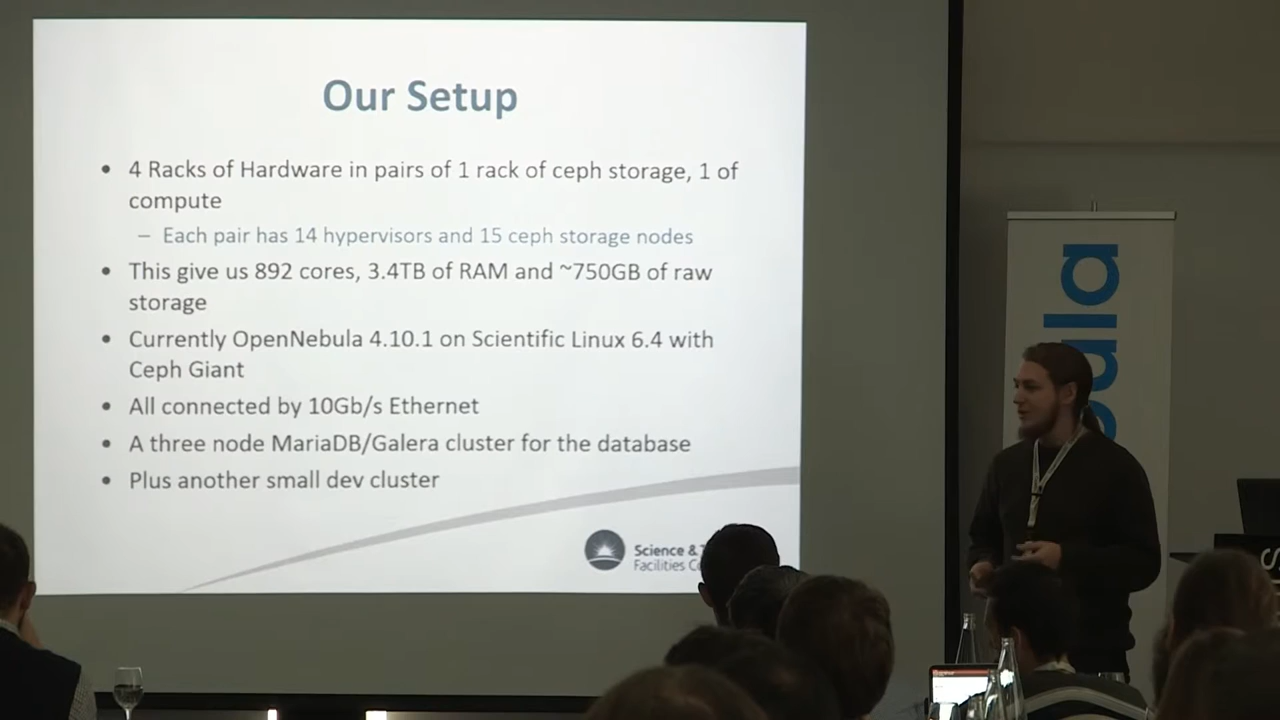 Our Setup
• 4 Racks of Hardware in pairs of 1 rack of ceph storage, 1 of
compute
– Each pair has 14 hypervisors and 15 ceph storage nodes
• This give us 892 cores, 3.4TB of RAM and ~750GB of raw
storage
• Currently OpenNebula 4.10.1 on Scientific Linux 6.4 with
Ceph Giant
• All connected by 10Gb/s Ethernet
• A three node MariaDB/Galera cluster for the database
• Plus another small dev cluster
Science &
Facilities
ula